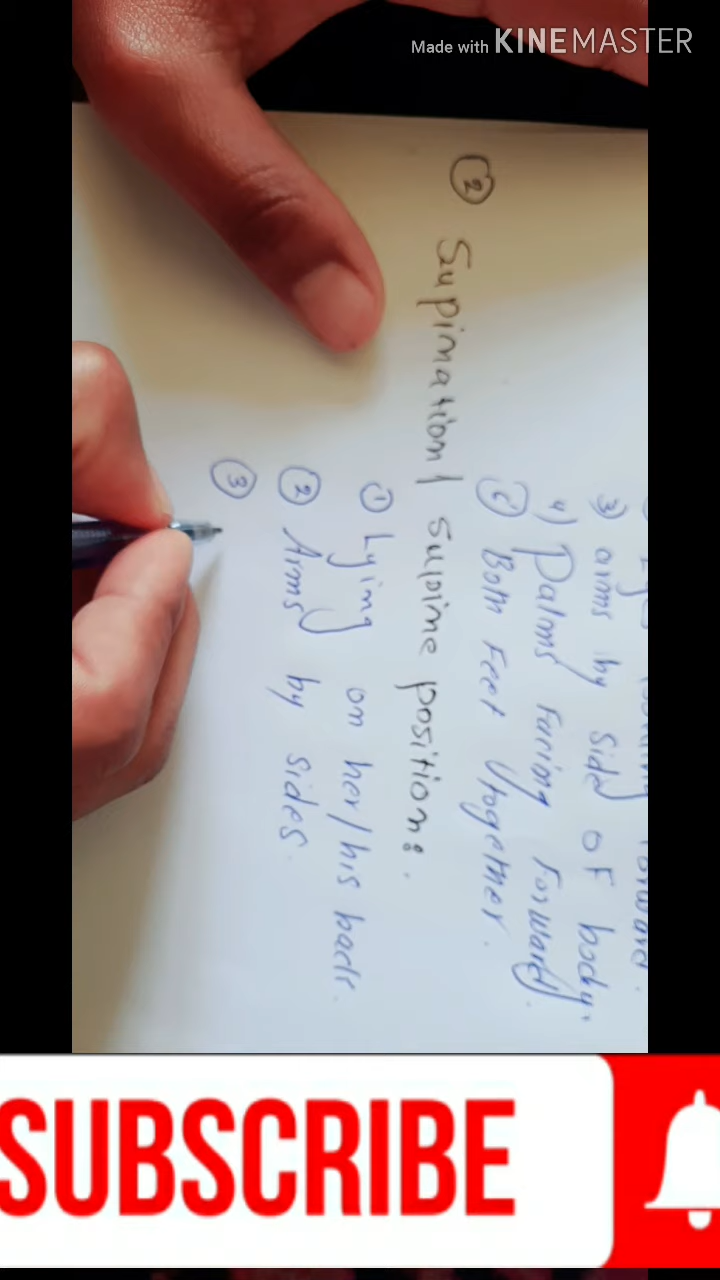 Made with KINEMASTER
forward.
3) arms by side OF body.
4) Palms Facing Forward.
Both Feet together.
② Supination / supine position:
① Lying on her/his back.
② Arms by sides.
③
SUBSCRIBE